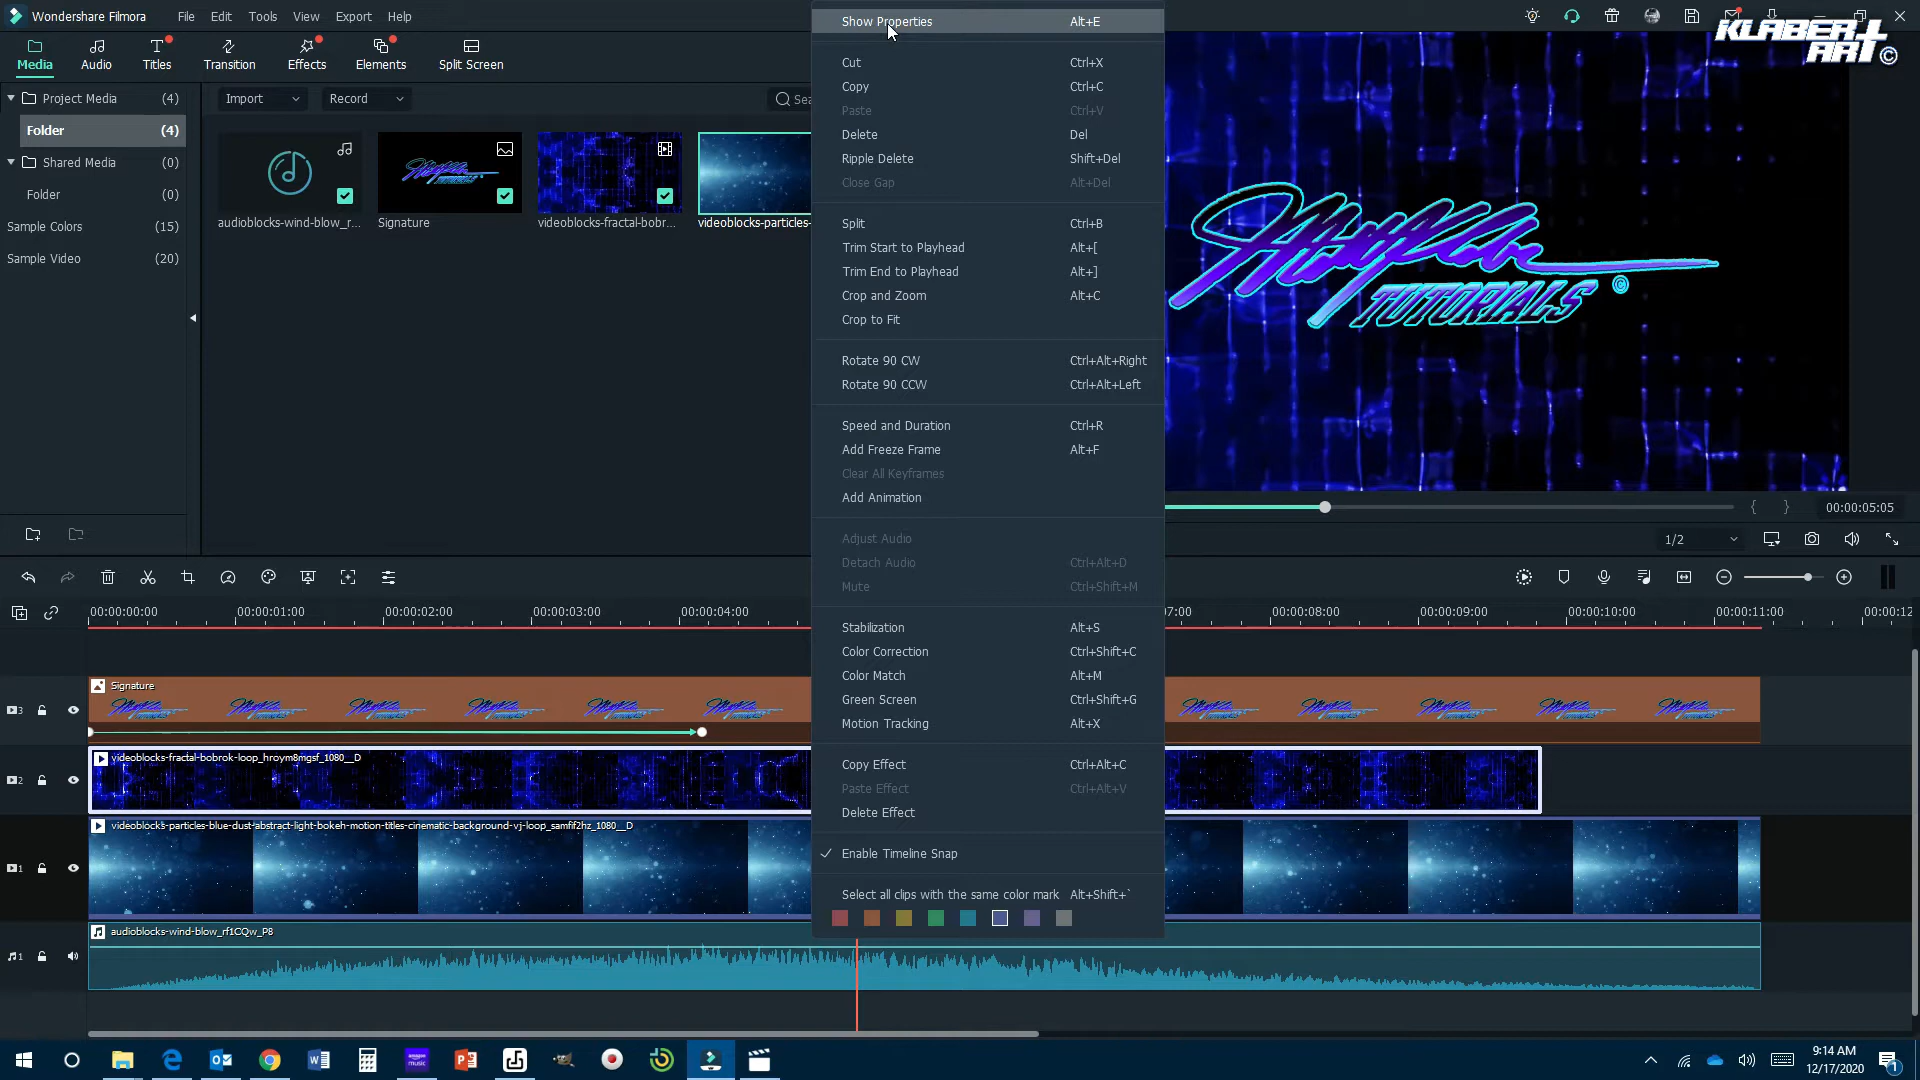 Wondershare Filmora
File
Edit
Tools
View
Export
Help
Media
Audio
Titles
Transition
Effects
Elements
Split Screen
Project Media (4)
Folder (4)
Shared Media (0)
Folder (0)
Sample Colors (15)
Sample Video (20)
Import
Record
Sea
audioblocks-wind-blow_r...
Signature
videoblocks-fractal-bobr...
videoblocks-particles-
Show Properties Alt+E
Cut Ctrl+X
Copy Ctrl+C
Paste Ctrl+V
Delete Del
Ripple Delete Shift+Del
Close Gap Alt+Del
Split Ctrl+B
Trim Start to Playhead Alt+[
Trim End to Playhead Alt+]
Crop and Zoom Alt+C
Crop to Fit
Rotate 90 CW Ctrl+Alt+Right
Rotate 90 CCW Ctrl+Alt+Left
Speed and Duration Ctrl+R
Add Freeze Frame Alt+F
Clear All Keyframes
Add Animation
Adjust Audio
Detach Audio Ctrl+Alt+D
Mute Ctrl+Shift+M
Stabilization Alt+S
Color Correction Ctrl+Shift+C
Color Match Alt+M
Green Screen Ctrl+Shift+G
Motion Tracking Alt+X
Copy Effect Ctrl+Alt+C
Paste Effect Ctrl+Alt+V
Delete Effect
Enable Timeline Snap
Select all clips with the same color mark Alt+Shift+`
KLABER ART ©
TUTORIALS ©
{ } 00:00:05:05
1/2
00:00:00:00 00:00:01:00 00:00:02:00 00:00:03:00 00:00:04:00 07:00 00:00:08:00 00:00:09:00 00:00:10:00 00:00:11:00 00:00:12
Signature
3
videoblocks-fractal-bobrok-loop_hroym8mgsf_1080__D
2
videoblocks-particles-blue-dust-abstract-light-bokeh-motion-titles-cinematic-background-vj-loop_samfif2hz_1080__D
1
audioblocks-wind-blow_rf1CQw_P8
1
9:14 AM
12/17/2020
1